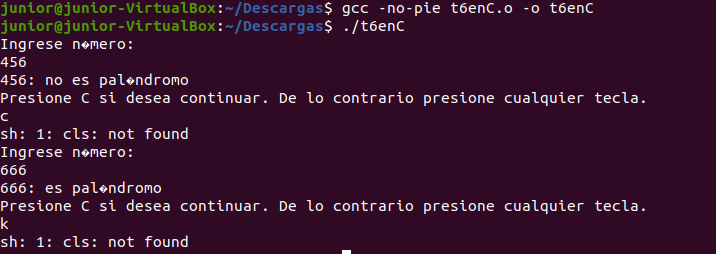 junior@junior-VirtualBox:~/Descargas$ gcc -no-pie t6enC.o -o t6enC
junior@junior-VirtualBox:~/Descargas$ ./t6enC
Ingrese n�mero:
456
456: no es pal�ndromo
Presione C si desea continuar. De lo contrario presione cualquier tecla.
c
sh: 1: cls: not found
Ingrese n�mero:
666
666: es pal�ndromo
Presione C si desea continuar. De lo contrario presione cualquier tecla.
k
sh: 1: cls: not found